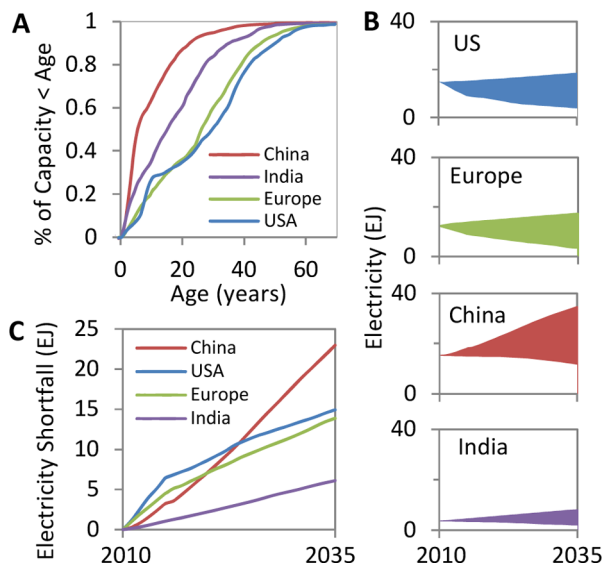 A
% of Capacity < Age
1
0.8
0.6
0.4
0.2
0
China
India
Europe
USA
0 20 40 60
Age (years)
B
Electricity (EJ)
40
US
0
40
Europe
0
40
China
0
40
India
0
2010 2035
C
Electricity Shortfall (EJ)
25
20
15
10
5
0
China
USA
Europe
India
2010 2035